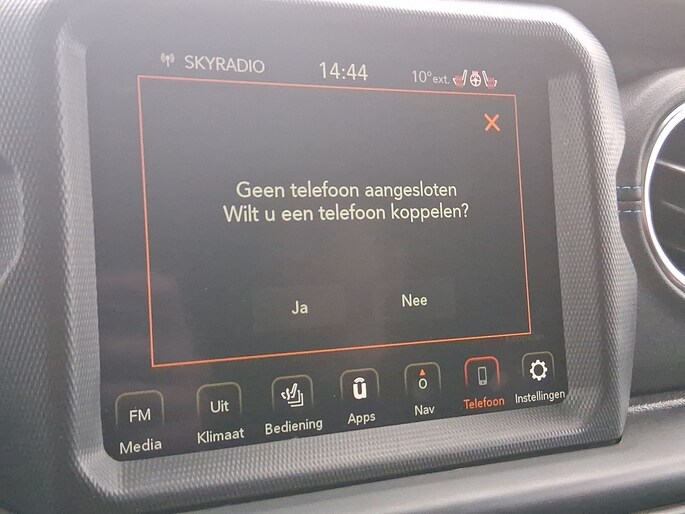 SKYRADIO 14:44 10° ext.
X
Geen telefoon aangesloten
Wilt u een telefoon koppelen?
Ja Nee
FM Uit ū O
Media Klimaat Bediening Apps Nav Telefoon Instellingen